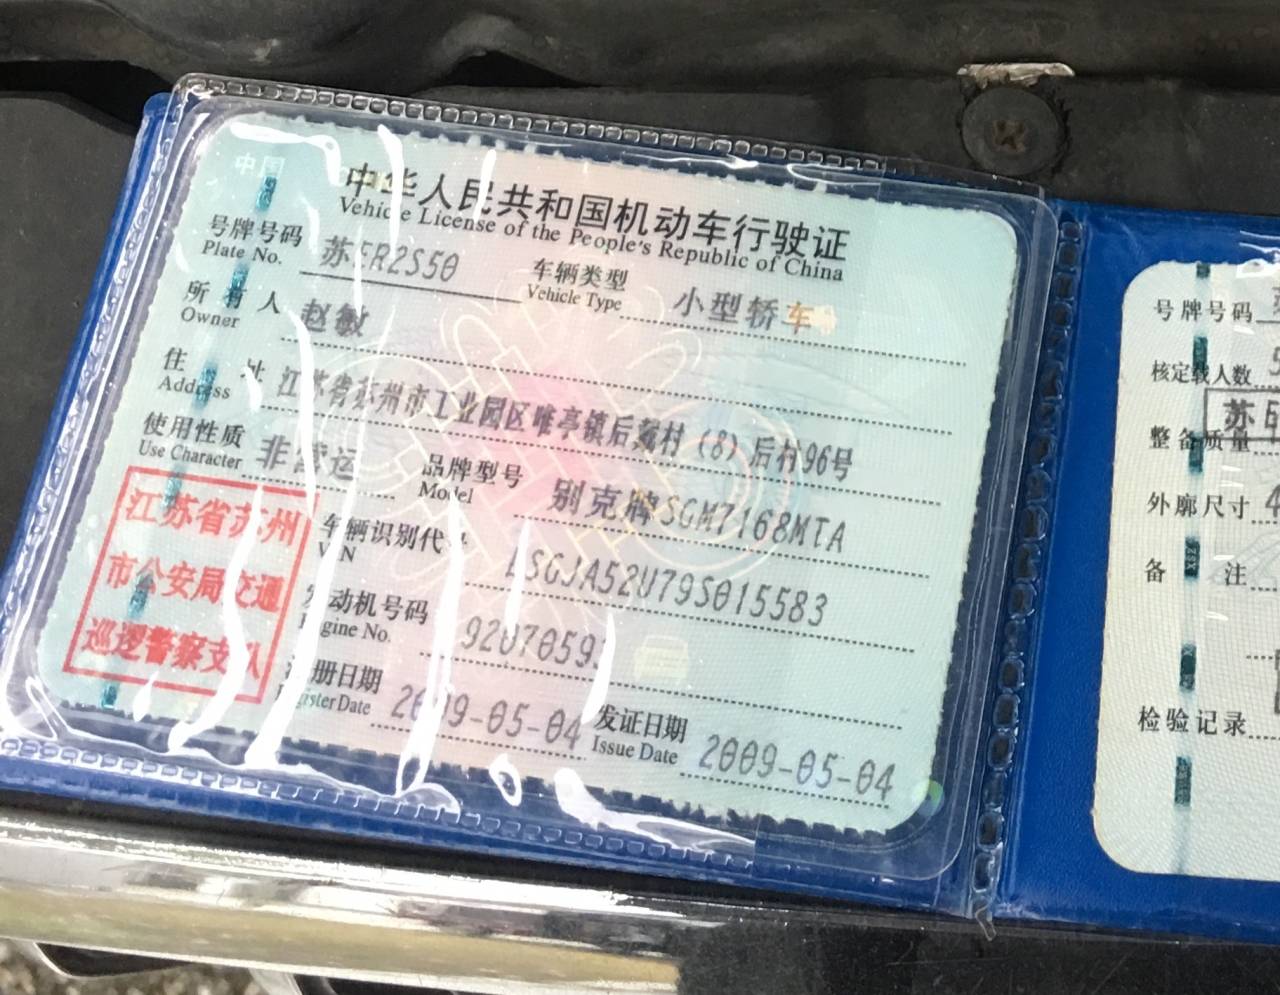 中国
中华人民共和国机动车行驶证
Vehicle License of the People's Republic of China
号牌号码 苏ER2S50 车辆类型 小型轿车
Plate No. Vehicle Type
所有人 赵敏
Owner
住址 江苏省苏州市工业园区唯亭镇后戴村(8)后村96号
Address
使用性质 非营运 品牌型号 别克牌SGM7168MTA
Use Character Model
江苏省苏州
市公安局交通
巡逻警察支队
车辆识别代号 LSGJA52U79S015583
VIN
发动机号码
Engine No.
注册日期 2009-05-04 发证日期 2009-05-04
Register Date Issue Date
号牌号码
核定载人数 5
苏E
整备质量
外廓尺寸 4
备注
检验记录